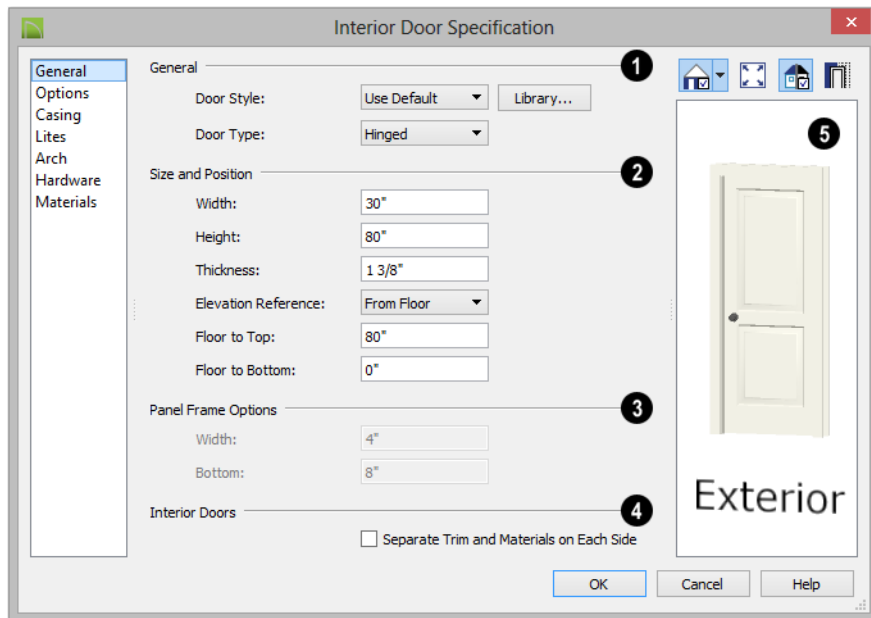 Interior Door Specification
General
Options
Casing
Lites
Arch
Hardware
Materials
General 1
Door Style: Use Default Library...
Door Type: Hinged
Size and Position 2
Width: 30"
Height: 80"
Thickness: 1 3/8"
Elevation Reference: From Floor
Floor to Top: 80"
Floor to Bottom: 0"
Panel Frame Options 3
Width: 4"
Bottom: 8"
Interior Doors 4
Separate Trim and Materials on Each Side
5
Exterior
OK Cancel Help